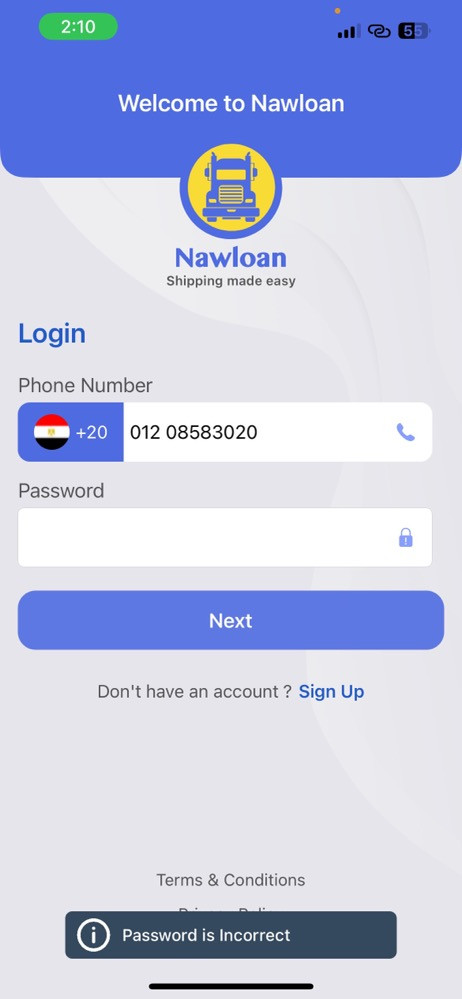 2:10
55
Welcome to Nawloan
Nawloan
Shipping made easy
Login
Phone Number
+20 012 08583020
Password
Next
Don't have an account ? Sign Up
Terms & Conditions
Password is Incorrect